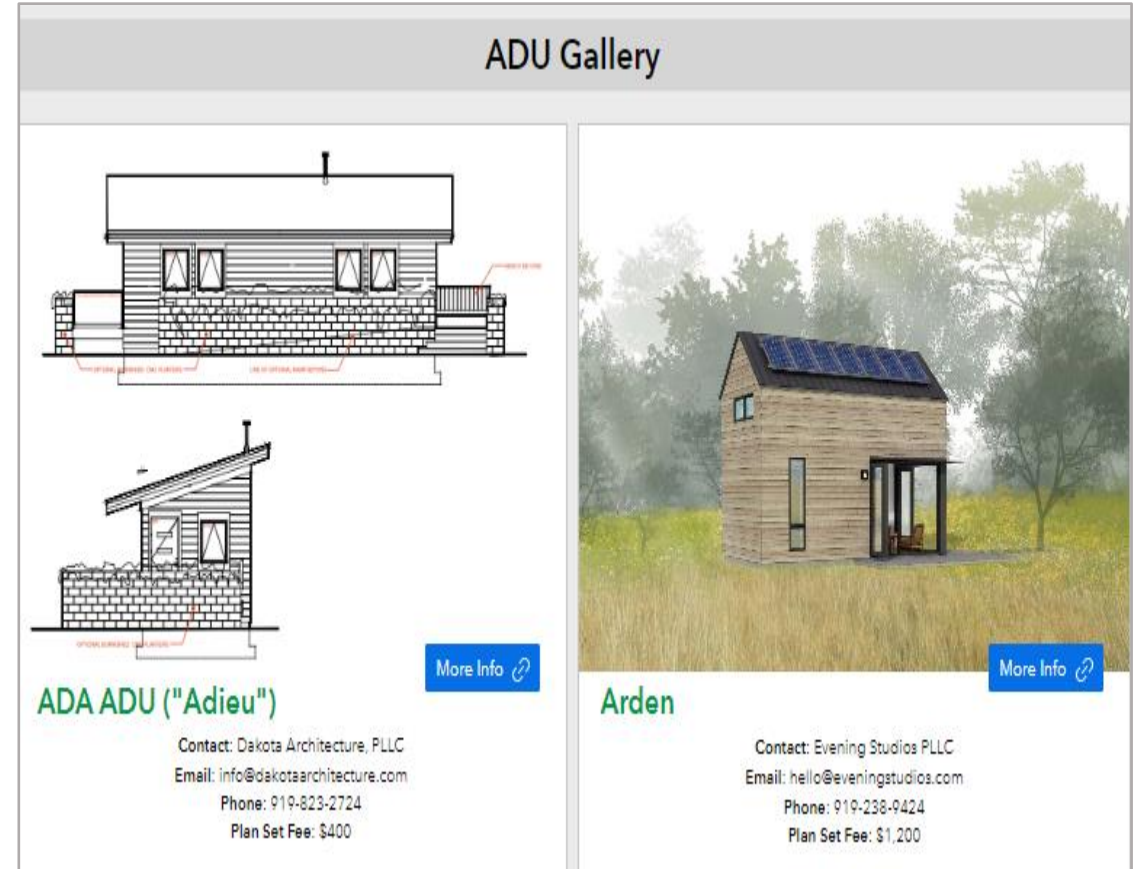 ADU Gallery
More Info
ADA ADU ("Adieu")
Contact: Dakota Architecture, PLLC
Email: info@dakotaarchitecture.com
Phone: 919-823-2724
Plan Set Fee: $400
More Info
Arden
Contact: Evening Studios PLLC
Email: hello@eveningstudios.com
Phone: 919-238-9424
Plan Set Fee: $1,200